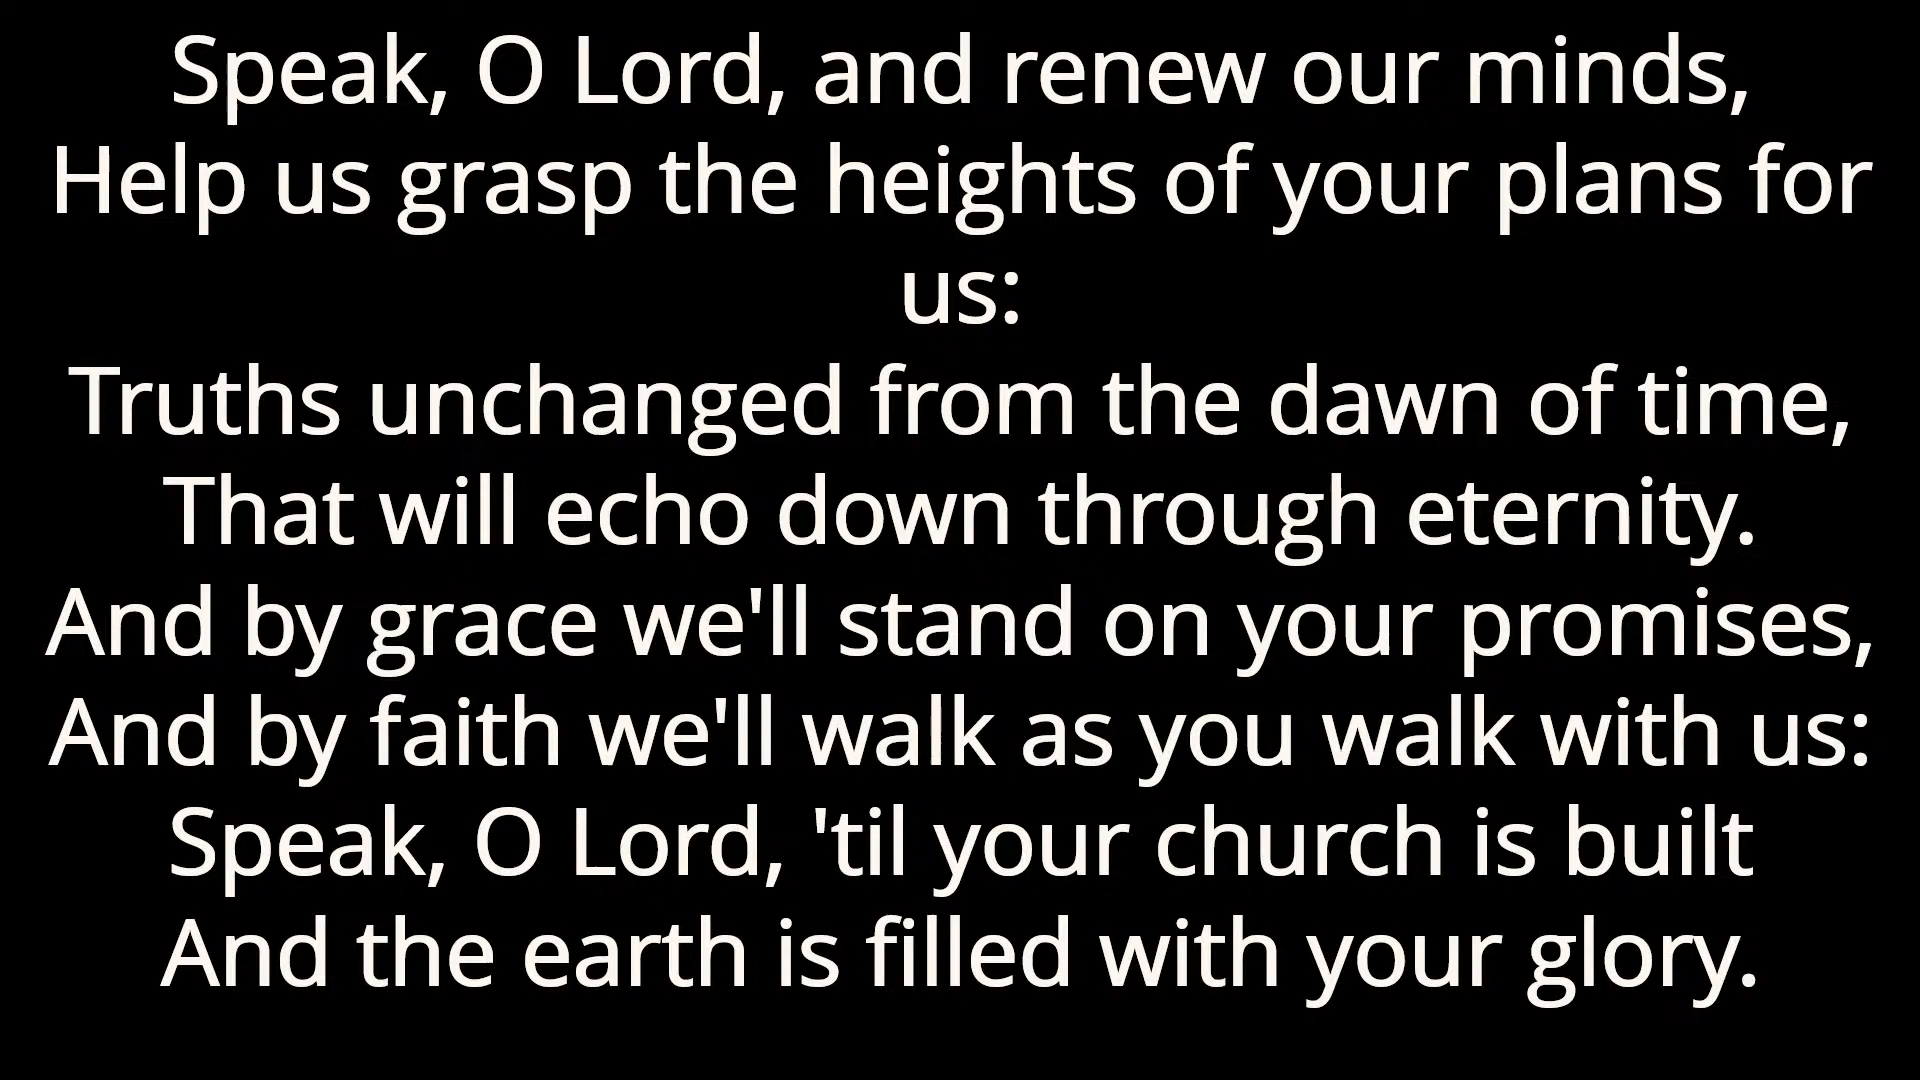 Speak, O Lord, and renew our minds,
Help us grasp the heights of your plans for
us:
Truths unchanged from the dawn of time,
That will echo down through eternity.
And by grace we'll stand on your promises,
And by faith we'll walk as you walk with us:
Speak, O Lord, 'til your church is built
And the earth is filled with your glory.